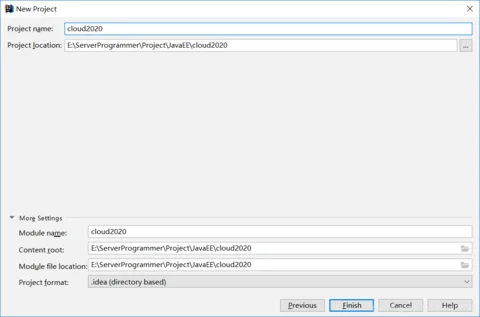 New Project
Project name: cloud2020
Project location: E:\ServerProgrammer\Project\JavaEE\cloud2020 ...
More Settings
Module name: cloud2020
Content root: E:\ServerProgrammer\Project\JavaEE\cloud2020
Module file location: E:\ServerProgrammer\Project\JavaEE\cloud2020
Project format: .idea (directory based)
Previous Finish Cancel Help